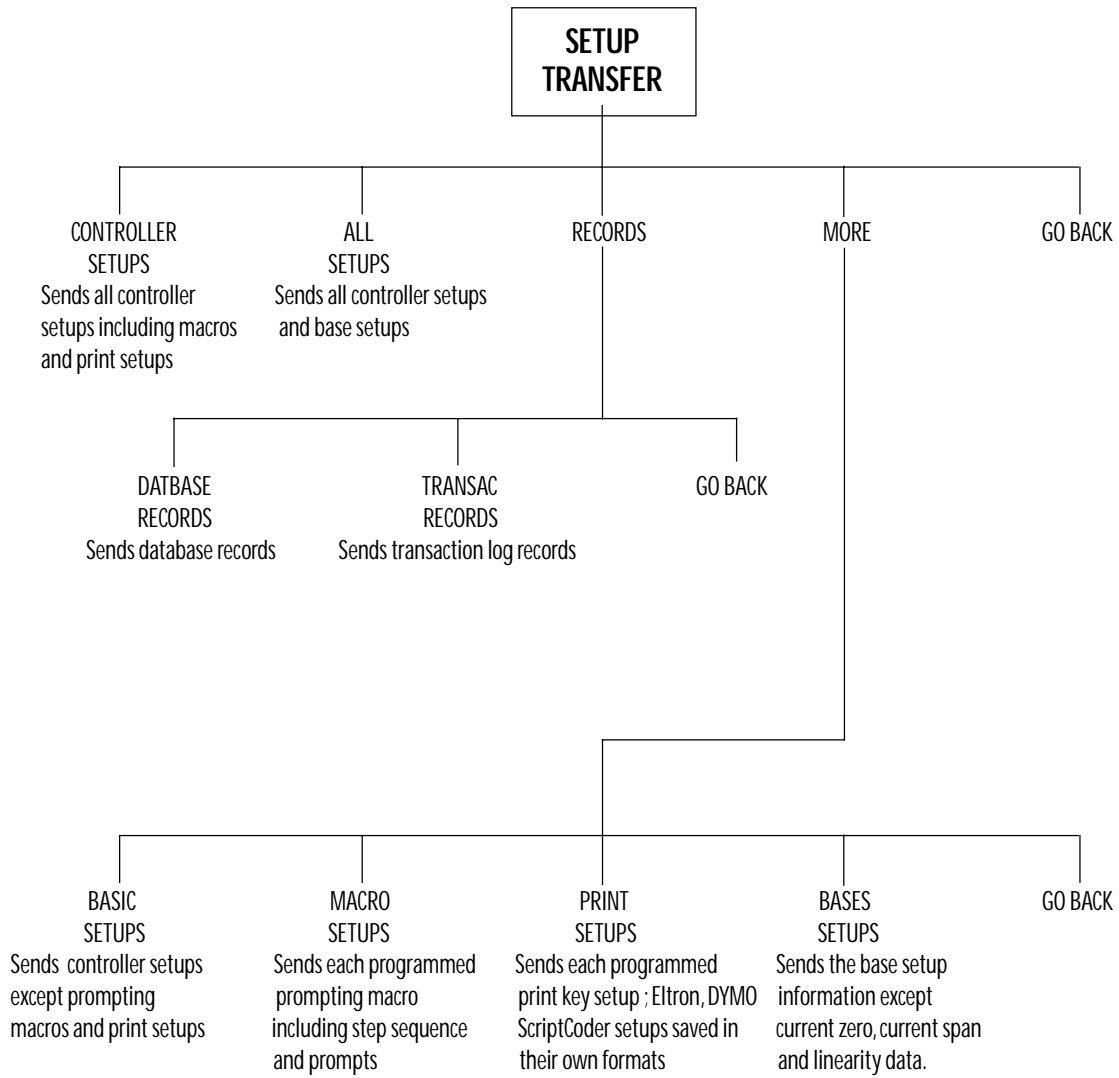 SETUP
TRANSFER
CONTROLLER
SETUPS
Sends all controller
setups including macros
and print setups
ALL
SETUPS
Sends all controller setups
and base setups
RECORDS
MORE
GO BACK
DATBASE
RECORDS
Sends database records
TRANSAC
RECORDS
Sends transaction log records
GO BACK
BASIC
SETUPS
Sends controller setups
except prompting
macros and print setups
MACRO
SETUPS
Sends each programmed
prompting macro
including step sequence
and prompts
PRINT
SETUPS
Sends each programmed
print key setup ; Eltron, DYMO
ScriptCoder setups saved in
their own formats
BASES
SETUPS
Sends the base setup
information except
current zero, current span
and linearity data.
GO BACK